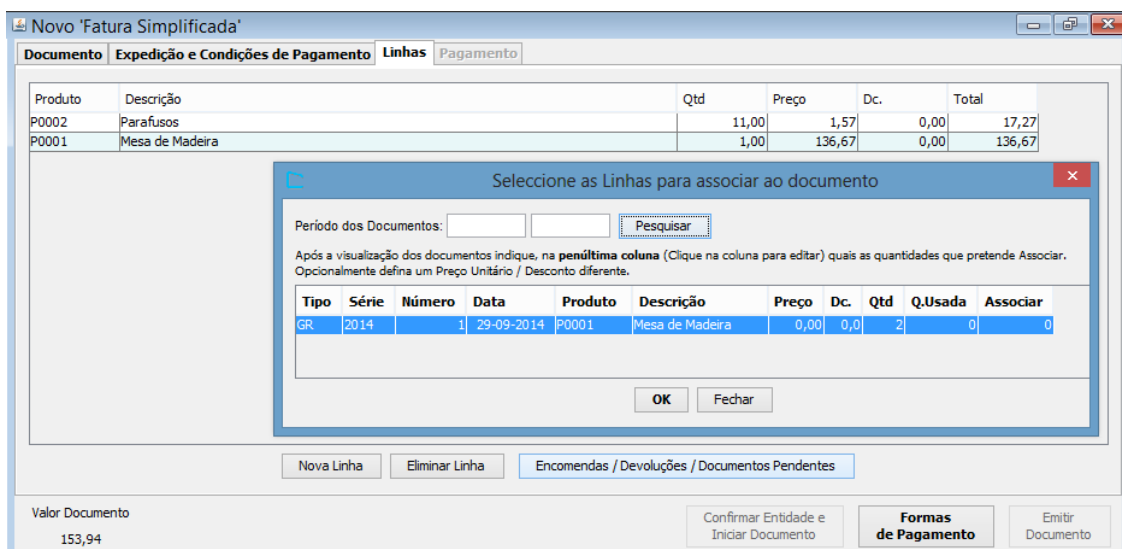 Novo 'Fatura Simplificada'
Documento Expedição e Condições de Pagamento Linhas Pagamento
Produto Descrição Qtd Preço Dc. Total
P0002 Parafusos 11,00 1,57 0,00 17,27
P0001 Mesa de Madeira 1,00 136,67 0,00 136,67
Seleccione as Linhas para associar ao documento
Período dos Documentos: Pesquisar
Após a visualização dos documentos indique, na penúltima coluna (Clique na coluna para editar) quais as quantidades que pretende Associar.
Opcionalmente defina um Preço Unitário / Desconto diferente.
Tipo Série Número Data Produto Descrição Preço Dc. Qtd Q.Usada Associar
GR 2014 1 29-09-2014 P0001 Mesa de Madeira 0,00 0,0 2 0 0
OK Fechar
Nova Linha Eliminar Linha Encomendas / Devoluções / Documentos Pendentes
Valor Documento
153,94
Confirmar Entidade e
Iniciar Documento
Formas
de Pagamento
Emitir
Documento